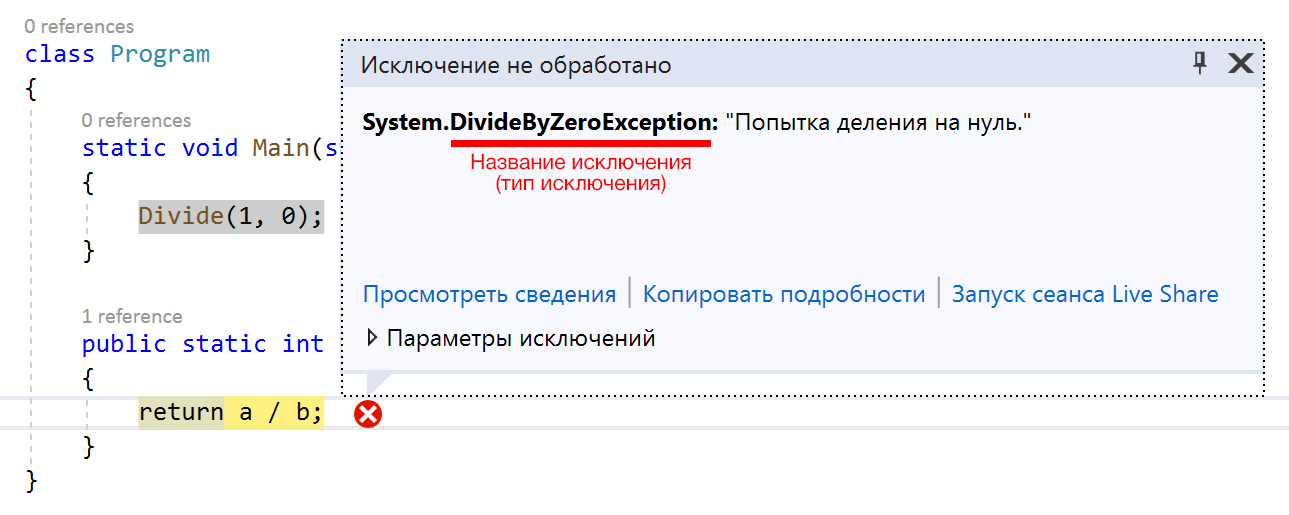 0 references
class Program
{
0 references
static void Main(s
{
Divide(1, 0);
}
1 reference
public static int
{
return a / b;
}
}
Исключение не обработано
System.DivideByZeroException: "Попытка деления на нуль."
Название исключения
(тип исключения)
Просмотреть сведения | Копировать подробности | Запуск сеанса Live Share
Параметры исключений